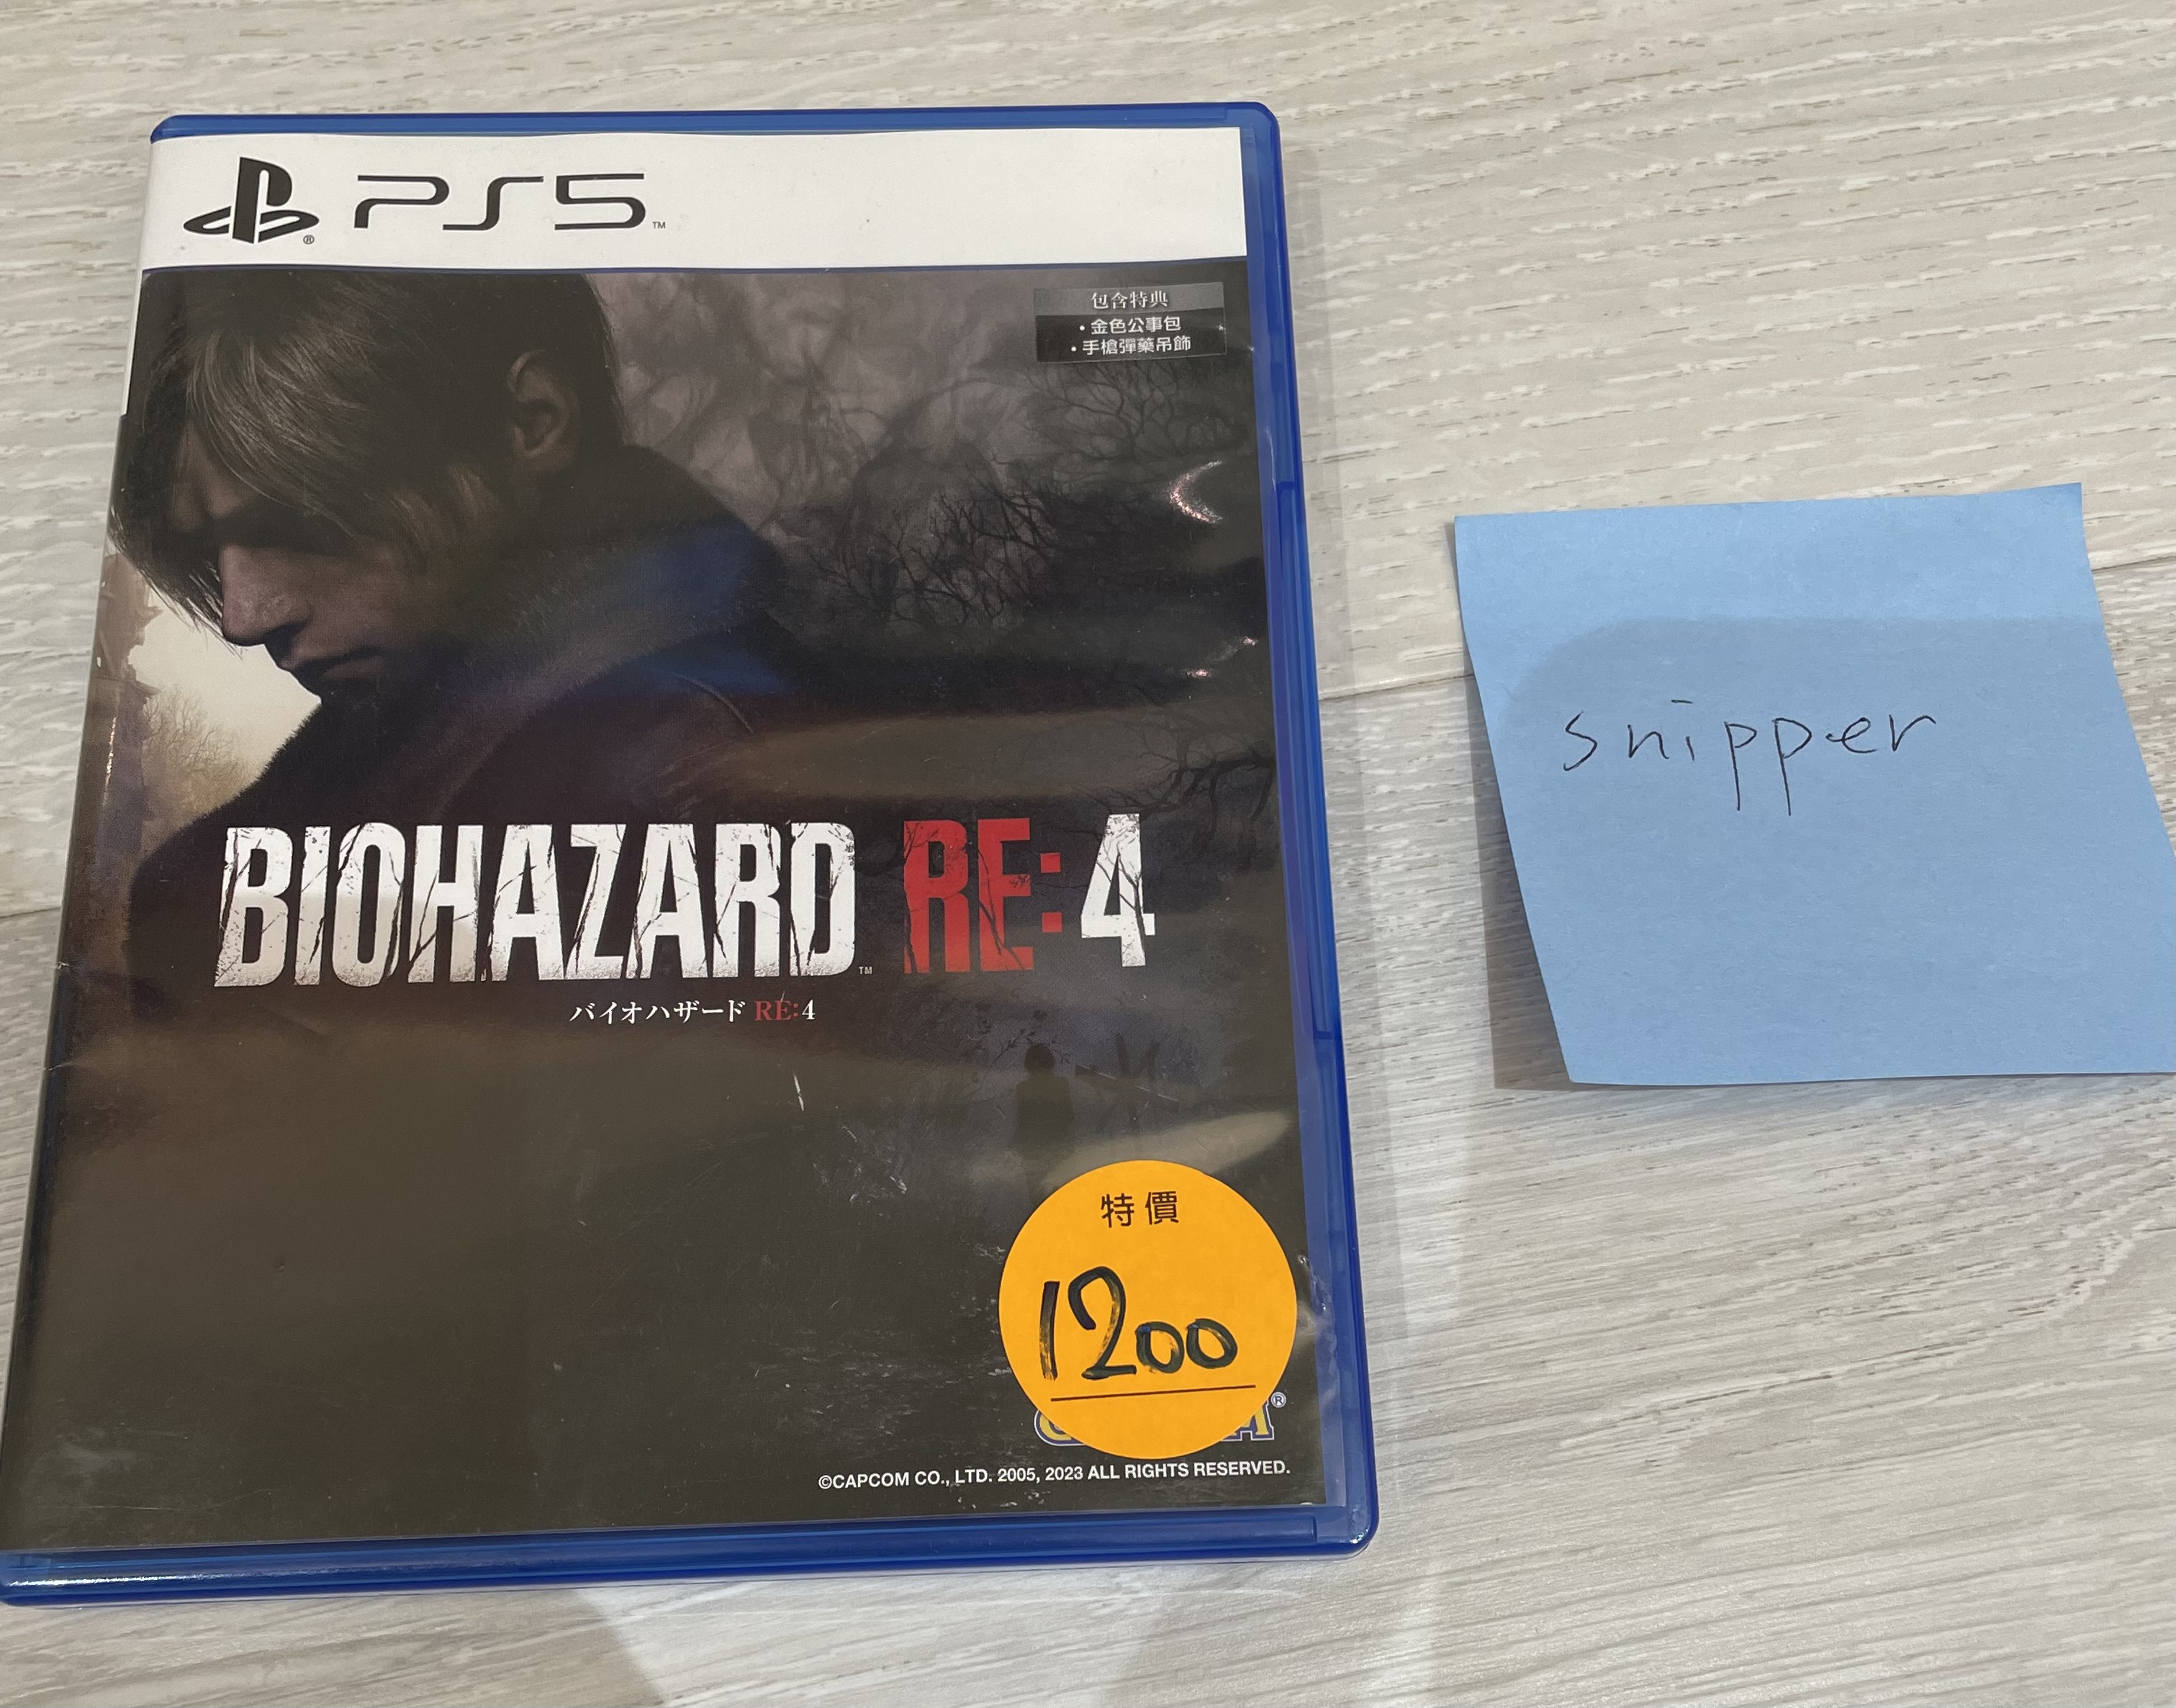 PS5™
包含特典
・金色公事包
・手槍彈藥吊飾
BIOHAZARD™ RE:4
バイオハザード RE:4
特價
1200
©CAPCOM CO., LTD. 2005, 2023 ALL RIGHTS RESERVED.
snipper